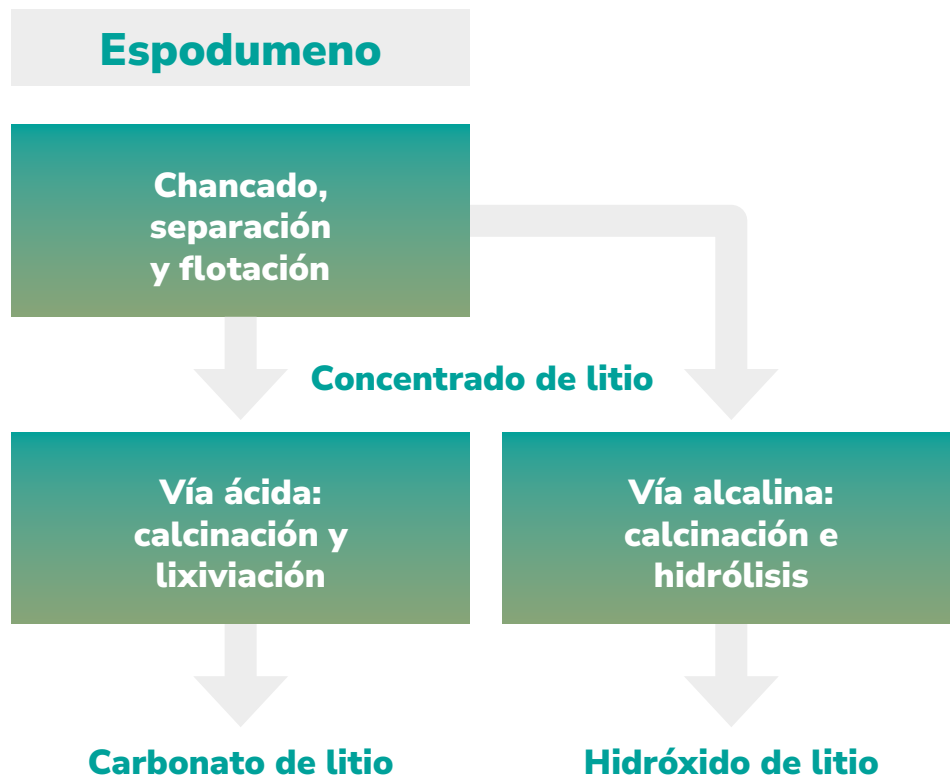 Espodumeno
Chancado,
separación
y flotación
Concentrado de litio
Vía ácida:
calcinación y
lixiviación
Vía alcalina:
calcinación e
hidrólisis
Carbonato de litio
Hidróxido de litio